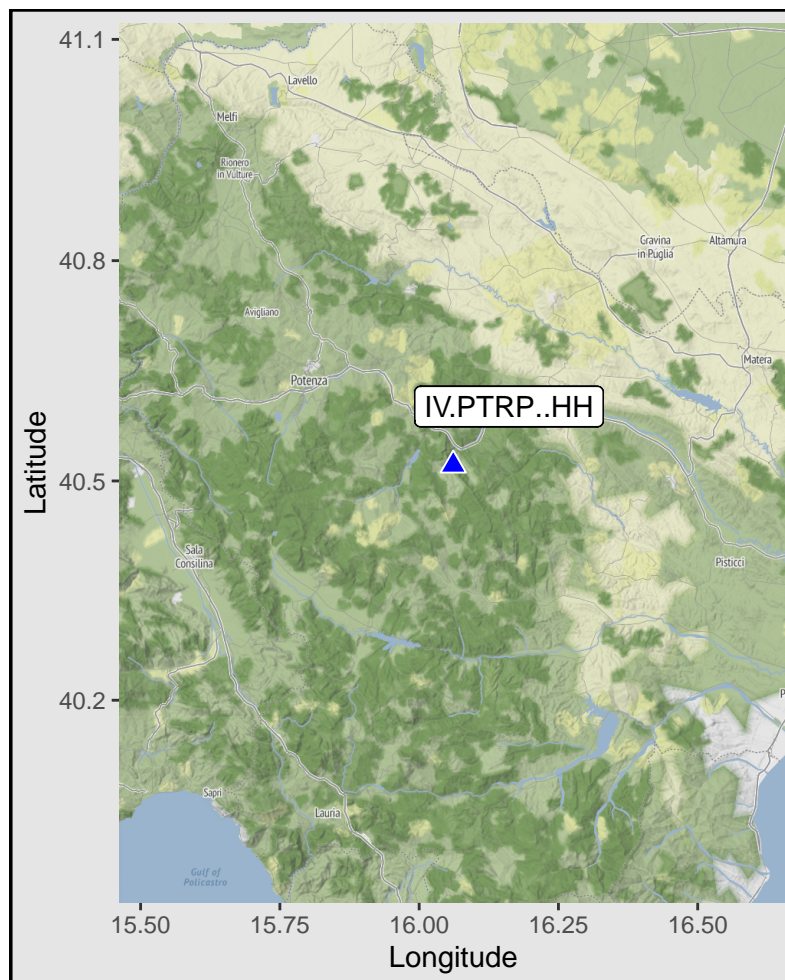 41.1
Lavello
Melfi
Rionero
in Vulture
40.8
Gravina
in Puglia
Altamura
Avigliano
Matera
Potenza
IV.PTRP..HH
Latitude
40.5
Sala
Consilina
Pisticci
40.2
P
Sapri
Lauria
Gulf of
Policastro
15.50
15.75
16.00
16.25
16.50
Longitude